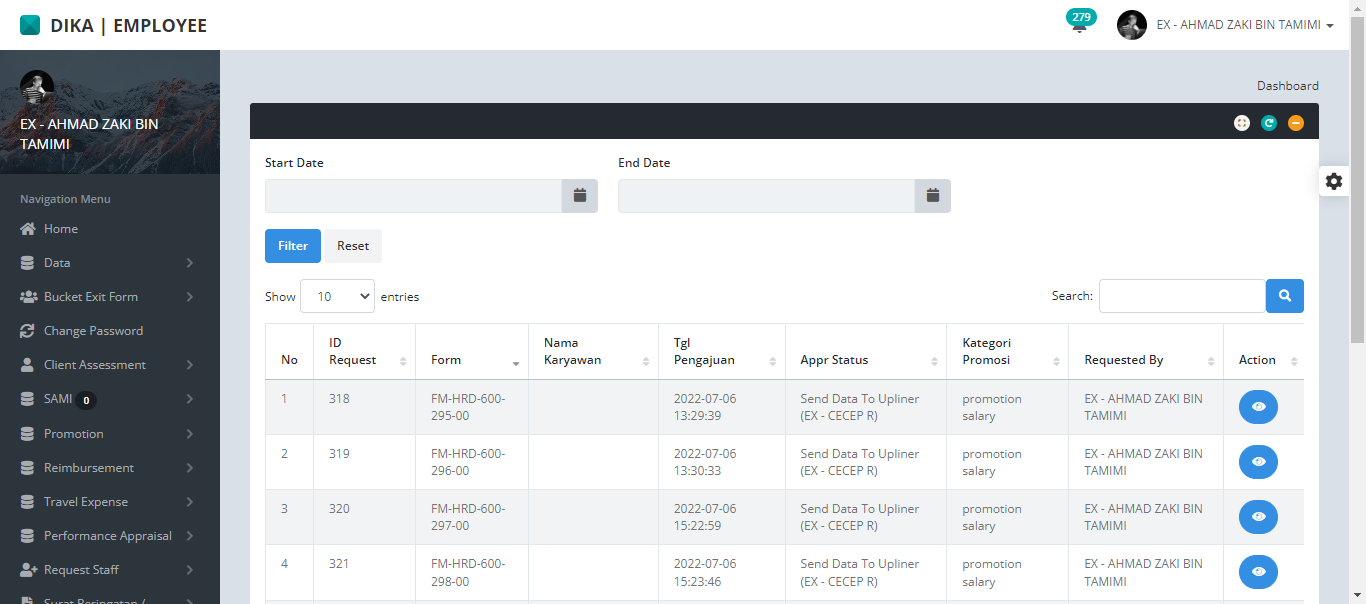 DIKA | EMPLOYEE
279
EX - AHMAD ZAKI BIN TAMIMI
EX - AHMAD ZAKI BIN
TAMIMI
Navigation Menu
Home
Data
Bucket Exit Form
Change Password
Client Assessment
SAMI 0
Promotion
Reimbursement
Travel Expense
Performance Appraisal
Request Staff
Surat Peringatan /
Dashboard
Start Date
End Date
Filter
Reset
Show 10 entries
Search:
No
ID
Request
Form
Nama
Karyawan
Tgl
Pengajuan
Appr Status
Kategori
Promosi
Requested By
Action
1
318
FM-HRD-600-
295-00
2022-07-06
13:29:39
Send Data To Upliner
(EX - CECEP R)
promotion
salary
EX - AHMAD ZAKI BIN
TAMIMI
2
319
FM-HRD-600-
296-00
2022-07-06
13:30:33
Send Data To Upliner
(EX - CECEP R)
promotion
salary
EX - AHMAD ZAKI BIN
TAMIMI
3
320
FM-HRD-600-
297-00
2022-07-06
15:22:59
Send Data To Upliner
(EX - CECEP R)
promotion
salary
EX - AHMAD ZAKI BIN
TAMIMI
4
321
FM-HRD-600-
298-00
2022-07-06
15:23:46
Send Data To Upliner
(EX - CECEP R)
promotion
salary
EX - AHMAD ZAKI BIN
TAMIMI